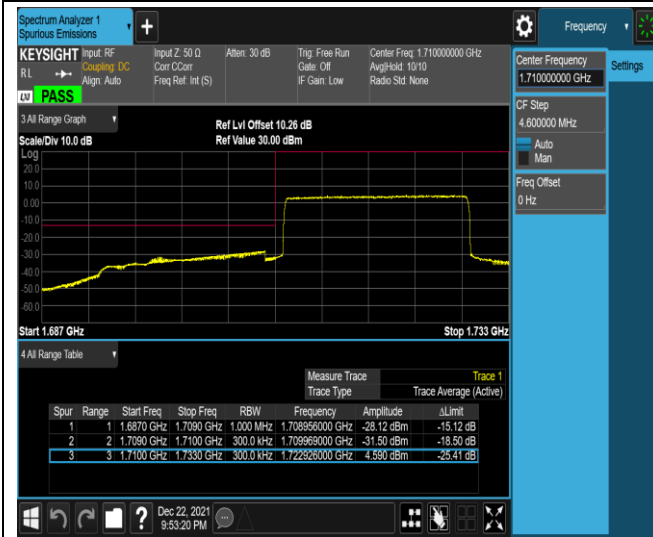 Spectrum Analyzer 1
Spurious Emissions
Frequency
KEYSIGHT
RL
Input: RF
Coupling: DC
Align: Auto
Input Z: 50 Ω
Corr CCorr
Freq Ref: Int (S)
Atten: 30 dB
Trig: Free Run
Gate: Off
IF Gain: Low
Center Freq: 1.710000000 GHz
Avg|Hold: 10/10
Radio Std: None
LXI PASS
3 All Range Graph
Scale/Div 10.0 dB
Ref Lvl Offset 10.26 dB
Ref Value 30.00 dBm
Log
20.0
10.0
0.00
-10.0
-20.0
-30.0
-40.0
-50.0
-60.0
Start 1.687 GHz
Stop 1.733 GHz
4 All Range Table
Measure Trace Trace 1
Trace Type Trace Average (Active)
Spur Range Start Freq Stop Freq RBW Frequency Amplitude ΔLimit
1 1 1.6870 GHz 1.7090 GHz 1.000 MHz 1.708956000 GHz -28.12 dBm -15.12 dB
2 2 1.7090 GHz 1.7100 GHz 300.0 kHz 1.709969000 GHz -31.50 dBm -18.50 dB
3 3 1.7100 GHz 1.7330 GHz 300.0 kHz 1.722926000 GHz 4.590 dBm -25.41 dB
Dec 22, 2021
9:53:20 PM
Center Frequency
1.710000000 GHz
Settings
CF Step
4.600000 MHz
Auto
Man
Freq Offset
0 Hz